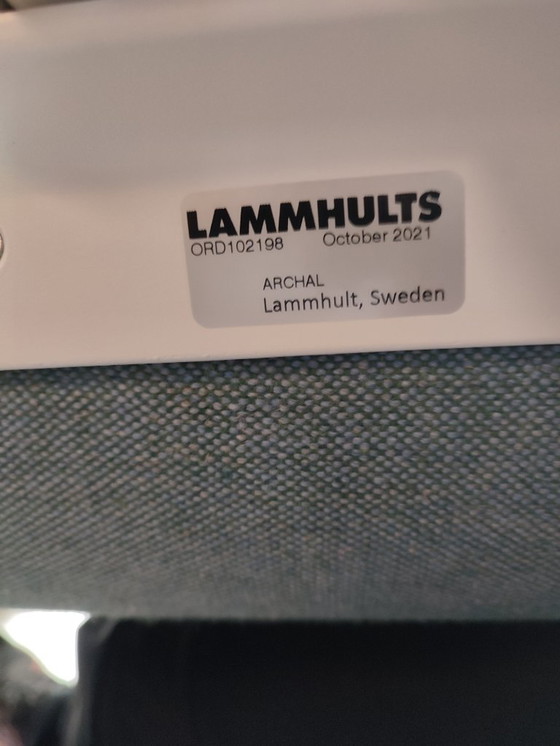 LAMMHULTS
ORD102198 October 2021
ARCHAL
Lammhult, Sweden